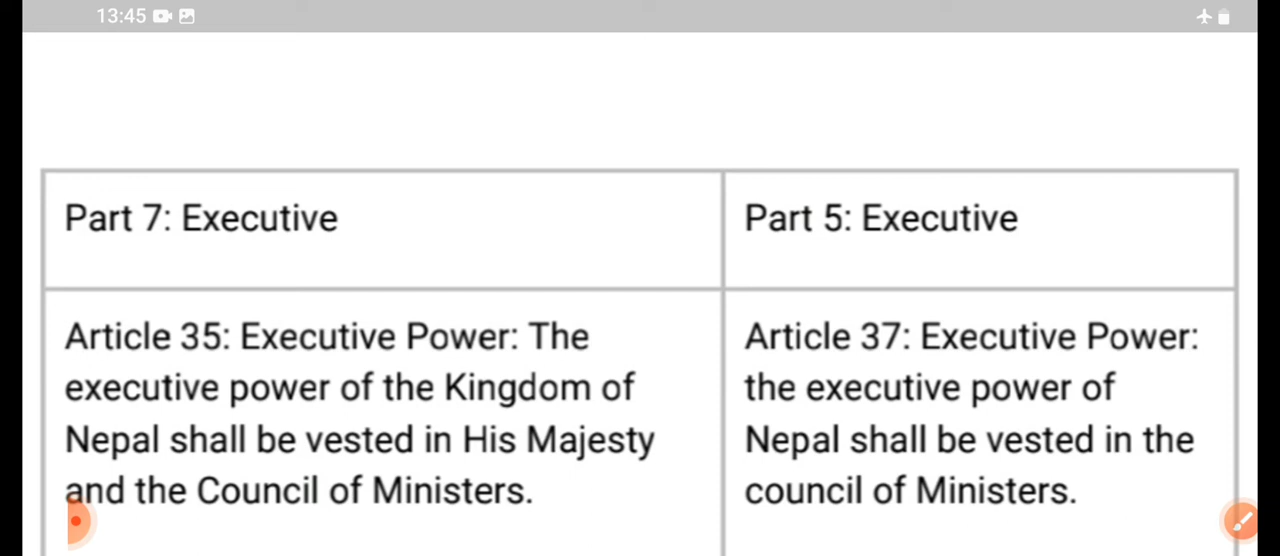 13:45
Part 7: Executive
Part 5: Executive
Article 35: Executive Power: The
executive power of the Kingdom of
Nepal shall be vested in His Majesty
and the Council of Ministers.
Article 37: Executive Power:
the executive power of
Nepal shall be vested in the
council of Ministers.